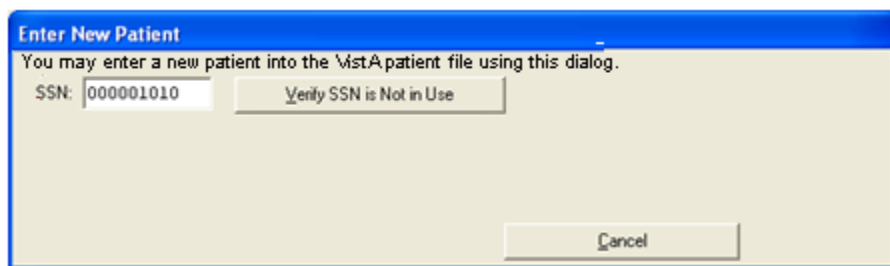 Enter New Patient
You may enter a new patient into the VistA patient file using this dialog.
SSN: 000001010 Verify SSN is Not in Use
Cancel